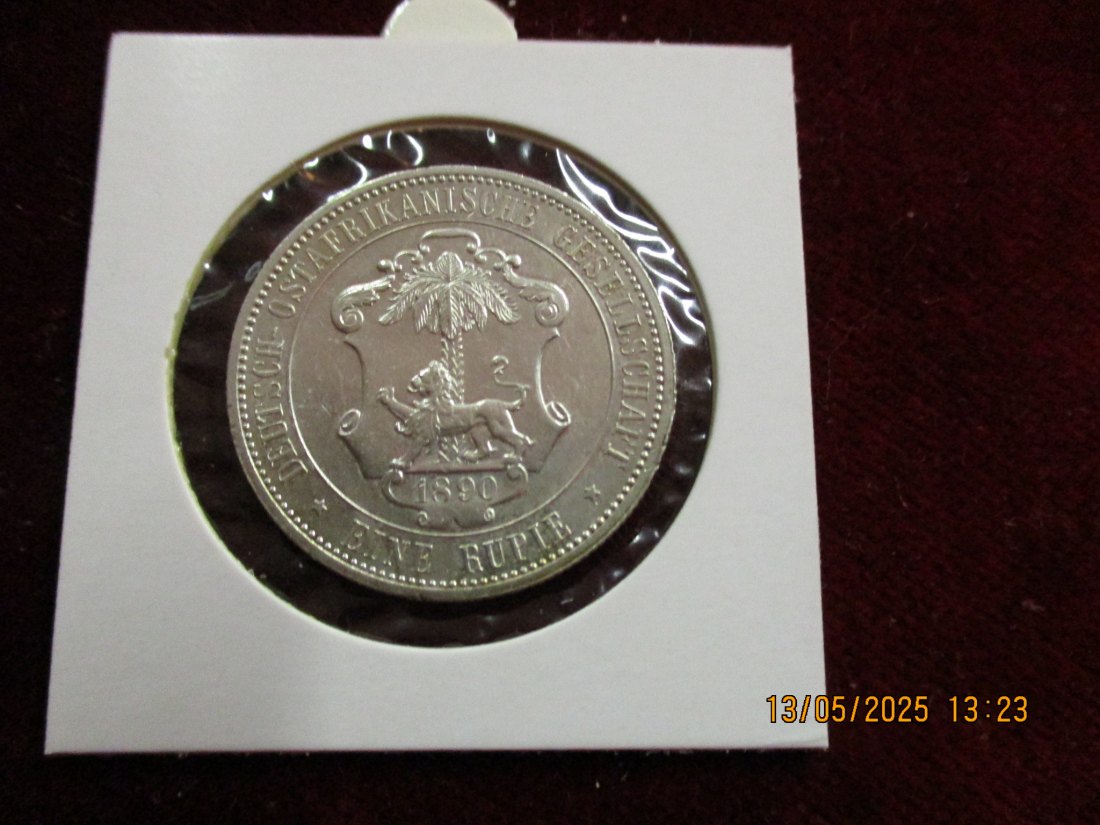 DEUTSCH-OSTAFRIKANISCHE GESELLSCHAFT
1890
* EINE RUPIE *
13/05/2025 13:23